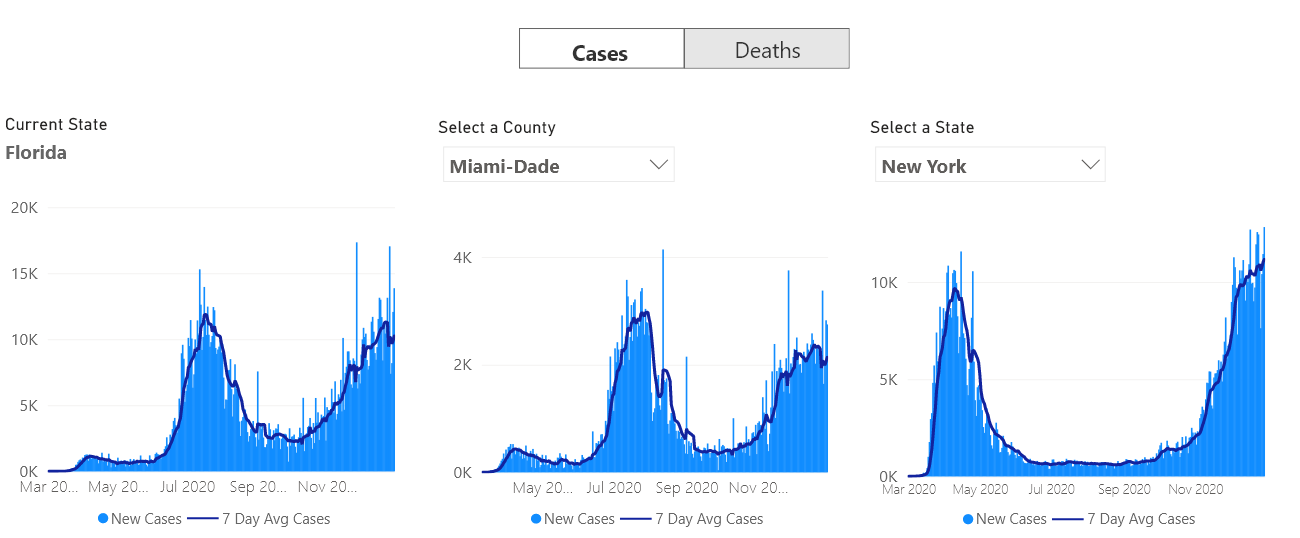 Cases Deaths
Current State
Florida
Select a County
Miami-Dade
Select a State
New York
20K
15K
10K
5K
0K
Mar 20... May 20... Jul 2020 Sep 20... Nov 20...
New Cases 7 Day Avg Cases
4K
2K
0K
May 20... Jul 2020 Sep 2020 Nov 20...
New Cases 7 Day Avg Cases
10K
5K
0K
Mar 2020 May 2020 Jul 2020 Sep 2020 Nov 2020
New Cases 7 Day Avg Cases